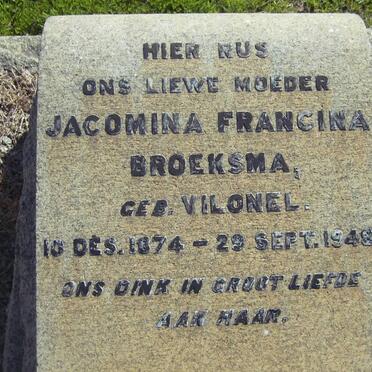 HIER RUS
ONS LIEWE MOEDER
JACOMINA FRANCINA
BROEKSMA,
GEB. VILONEL.
10 DES. 1874 – 29 SEPT. 1948
ONS DINK IN GROOT LIEFDE
AAN HAAR.